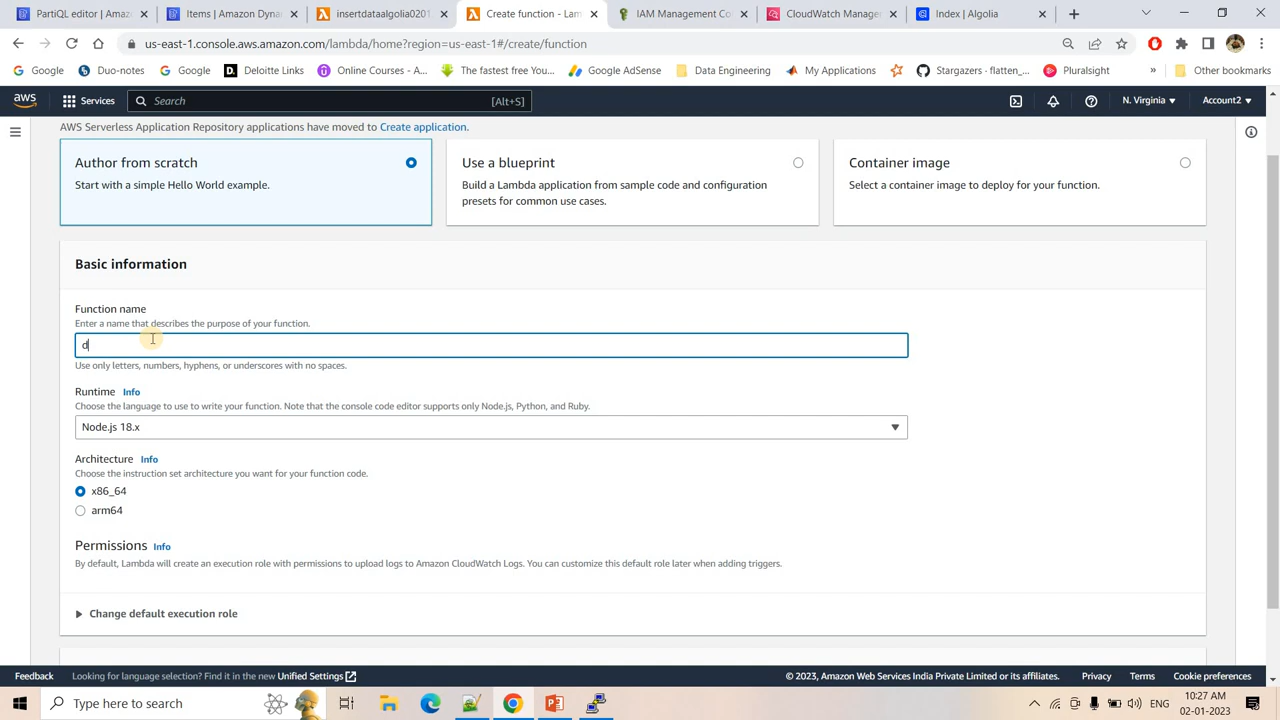 PartiQL editor | Amaz
Items | Amazon Dyna
insertdataalgolia0201
Create function - Lam
IAM Management Co
CloudWatch Manage
Index | Algolia
us-east-1.console.aws.amazon.com/lambda/home?region=us-east-1#/create/function
Google
Duo-notes
Google
Deloitte Links
Online Courses - A...
The fastest free You...
Google AdSense
Data Engineering
My Applications
Stargazers · flatten_...
Pluralsight
»
Other bookmarks
aws
Services
Search
[Alt+S]
N. Virginia
Account2
AWS Serverless Application Repository applications have moved to Create application.
Author from scratch
Start with a simple Hello World example.
Use a blueprint
Build a Lambda application from sample code and configuration
presets for common use cases.
Container image
Select a container image to deploy for your function.
Basic information
Function name
Enter a name that describes the purpose of your function.
d
Use only letters, numbers, hyphens, or underscores with no spaces.
Runtime Info
Choose the language to use to write your function. Note that the console code editor supports only Node.js, Python, and Ruby.
Node.js 18.x
Architecture Info
Choose the instruction set architecture you want for your function code.
x86_64
arm64
Permissions Info
By default, Lambda will create an execution role with permissions to upload logs to Amazon CloudWatch Logs. You can customize this default role later when adding triggers.
Change default execution role
Feedback
Looking for language selection? Find it in the new Unified Settings
© 2023, Amazon Web Services India Private Limited or its affiliates.
Privacy
Terms
Cookie preferences
Type here to search
ENG
10:27 AM
02-01-2023